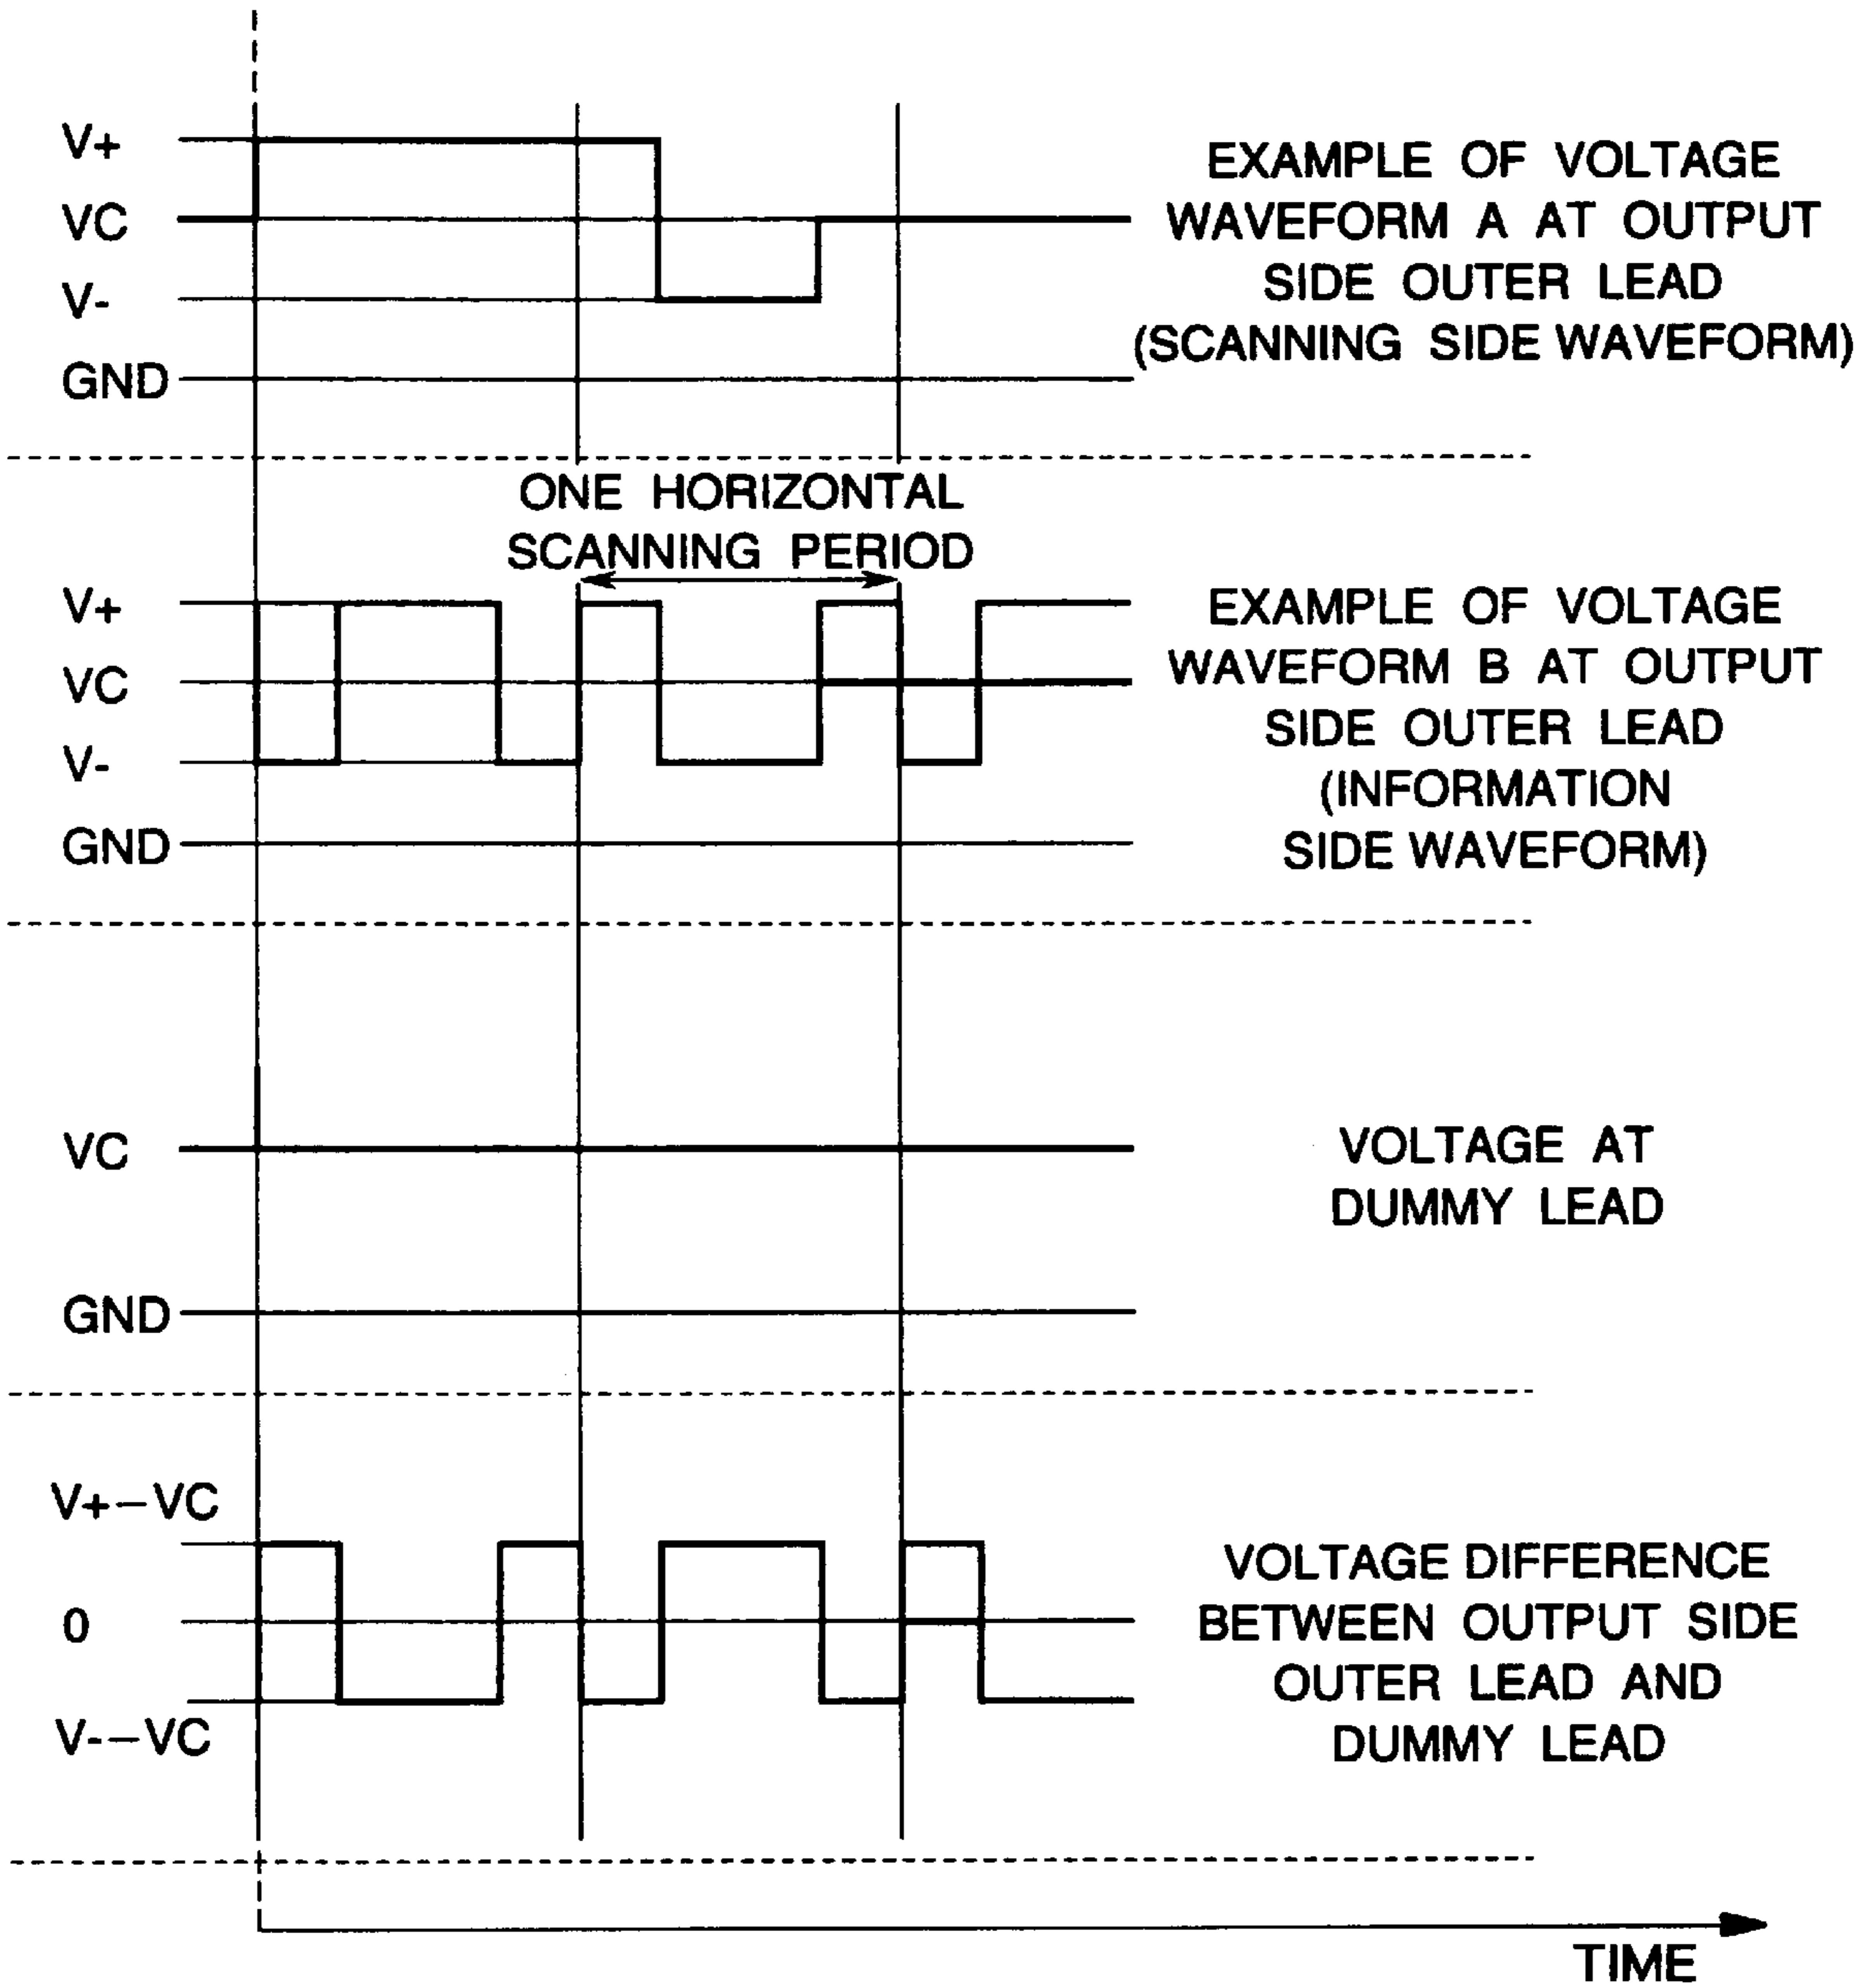 V+
VC
V-
GND
EXAMPLE OF VOLTAGE
WAVEFORM A AT OUTPUT
SIDE OUTER LEAD
(SCANNING SIDE WAVEFORM)
ONE HORIZONTAL
SCANNING PERIOD
V+
VC
V-
GND
EXAMPLE OF VOLTAGE
WAVEFORM B AT OUTPUT
SIDE OUTER LEAD
(INFORMATION
SIDE WAVEFORM)
VC
GND
VOLTAGE AT
DUMMY LEAD
V+−VC
0
V-−VC
VOLTAGE DIFFERENCE
BETWEEN OUTPUT SIDE
OUTER LEAD AND
DUMMY LEAD
TIME